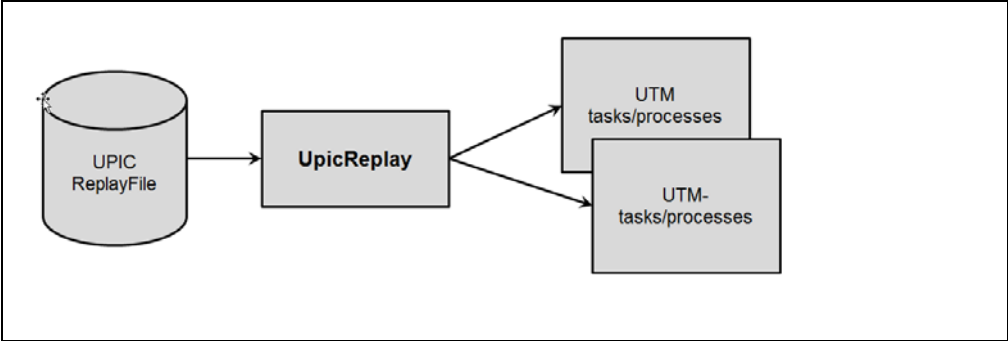 UPIC
ReplayFile
UpicReplay
UTM
tasks/processes
UTM-
tasks/processes